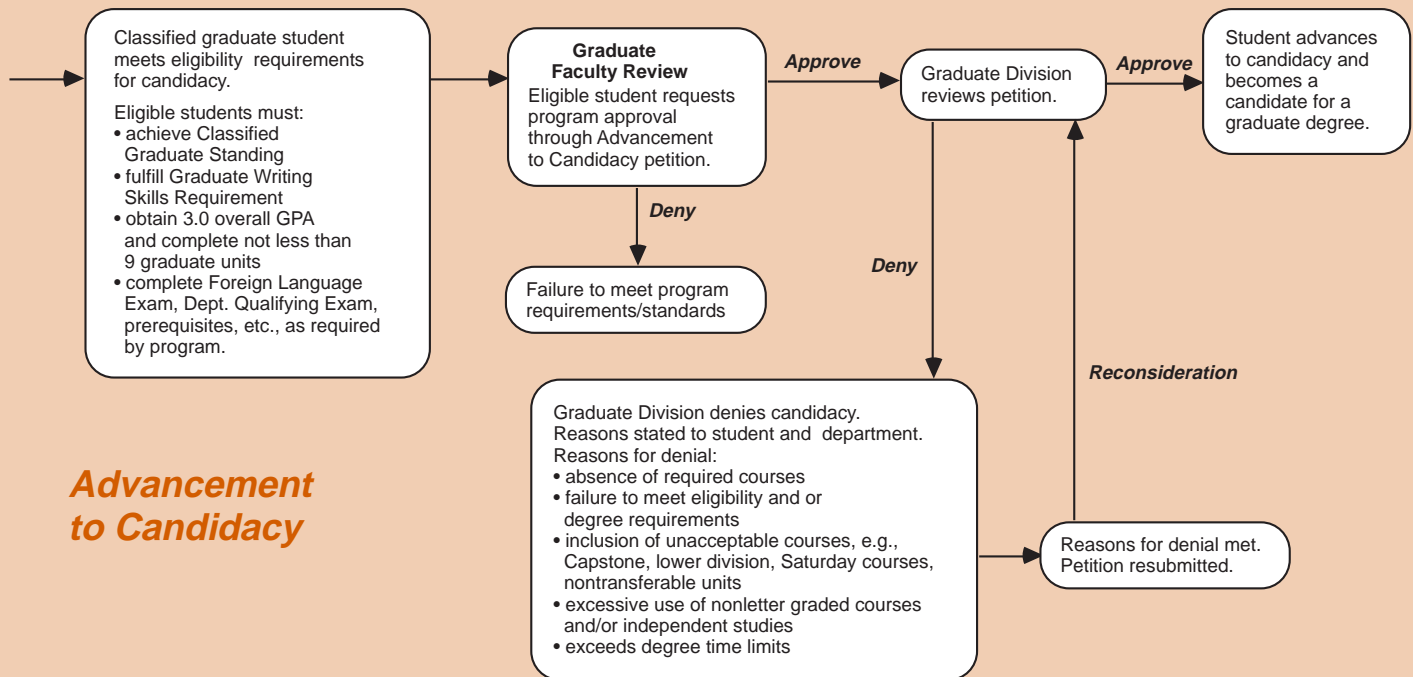 Classified graduate student
meets eligibility requirements
for candidacy.
Eligible students must:
• achieve Classified
Graduate Standing
• fulfill Graduate Writing
Skills Requirement
• obtain 3.0 overall GPA
and complete not less than
9 graduate units
• complete Foreign Language
Exam, Dept. Qualifying Exam,
prerequisites, etc., as required
by program.
Graduate
Faculty Review
Eligible student requests
program approval
through Advancement
to Candidacy petition.
Approve
Graduate Division
reviews petition.
Approve
Student advances
to candidacy and
becomes a
candidate for a
graduate degree.
Deny
Failure to meet program
requirements/standards
Deny
Reconsideration
Graduate Division denies candidacy.
Reasons stated to student and department.
Reasons for denial:
• absence of required courses
• failure to meet eligibility and or
degree requirements
• inclusion of unacceptable courses, e.g.,
Capstone, lower division, Saturday courses,
nontransferable units
• excessive use of nonletter graded courses
and/or independent studies
• exceeds degree time limits
Reasons for denial met.
Petition resubmitted.
Advancement
to Candidacy